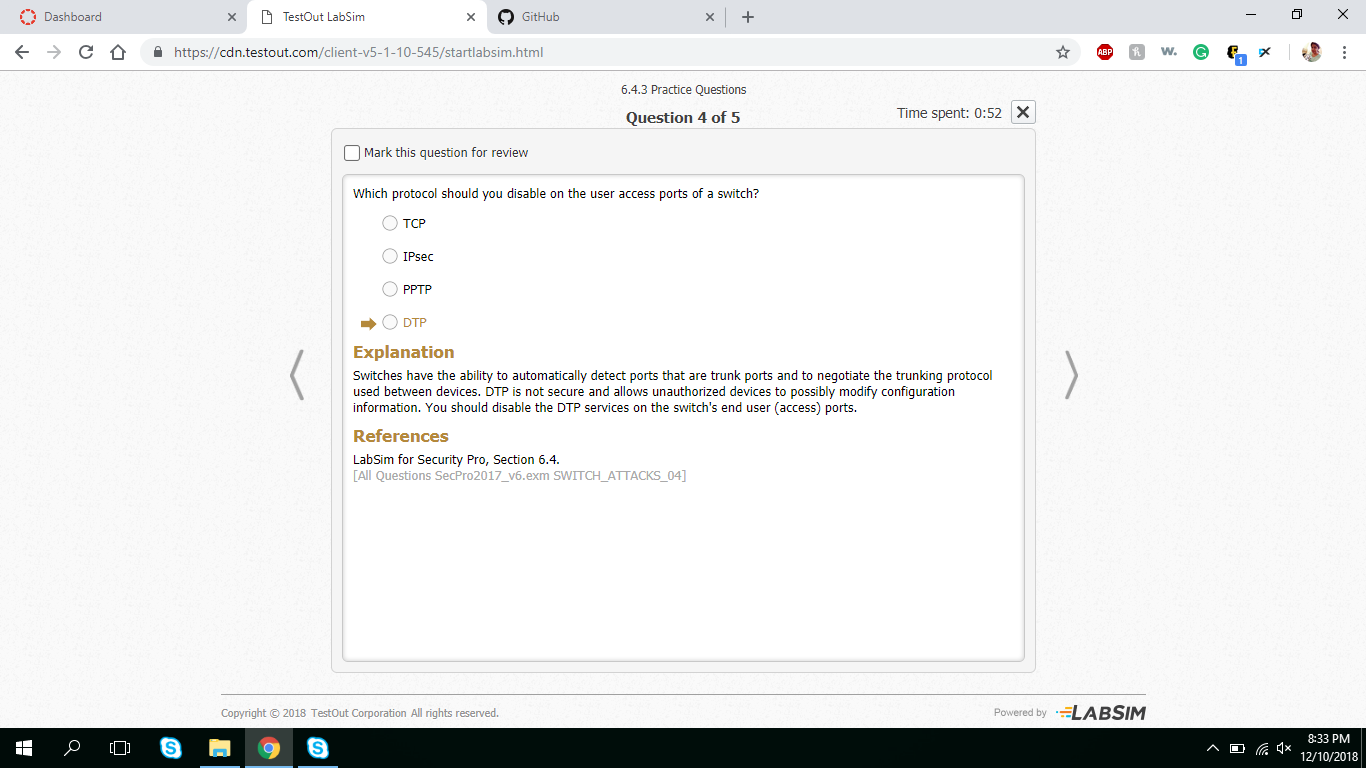 Dashboard
TestOut LabSim
GitHub
https://cdn.testout.com/client-v5-1-10-545/startlabsim.html
ABP
w.
1
6.4.3 Practice Questions
Question 4 of 5
Time spent: 0:52
Mark this question for review
Which protocol should you disable on the user access ports of a switch?
TCP
IPsec
PPTP
DTP
Explanation
Switches have the ability to automatically detect ports that are trunk ports and to negotiate the trunking protocol
used between devices. DTP is not secure and allows unauthorized devices to possibly modify configuration
information. You should disable the DTP services on the switch's end user (access) ports.
References
LabSim for Security Pro, Section 6.4.
[All Questions SecPro2017_v6.exm SWITCH_ATTACKS_04]
Copyright © 2018 TestOut Corporation All rights reserved.
Powered by LABSIM
8:33 PM
12/10/2018